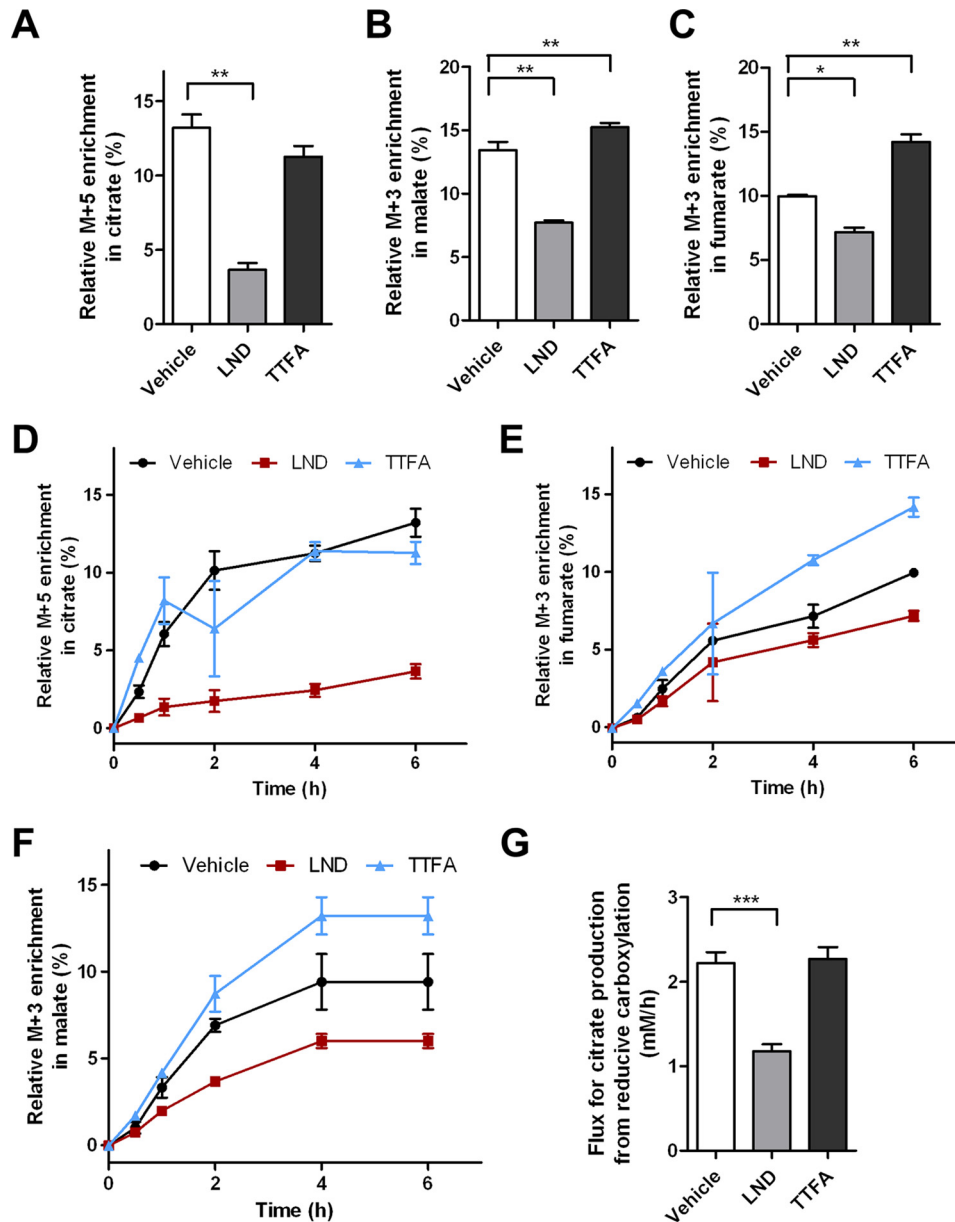 A
Relative M+5 enrichment
in citrate (%)
15
10
5
0
**
Vehicle
LND
TTFA
B
Relative M+3 enrichment
in malate (%)
20
15
10
5
0
**
**
Vehicle
LND
TTFA
C
Relative M+3 enrichment
in fumarate (%)
20
15
10
5
0
**
*
Vehicle
LND
TTFA
D
Vehicle LND TTFA
Relative M+5 enrichment
in citrate (%)
15
10
5
0
0 2 4 6
Time (h)
E
Vehicle LND TTFA
Relative M+3 enrichment
in fumarate (%)
15
10
5
0
0 2 4 6
Time (h)
F
Vehicle LND TTFA
Relative M+3 enrichment
in malate (%)
15
10
5
0
0 2 4 6
Time (h)
G
Flux for citrate production
from reducive carboxylation
(mM/h)
3
2
1
0
***
Vehicle
LND
TTFA